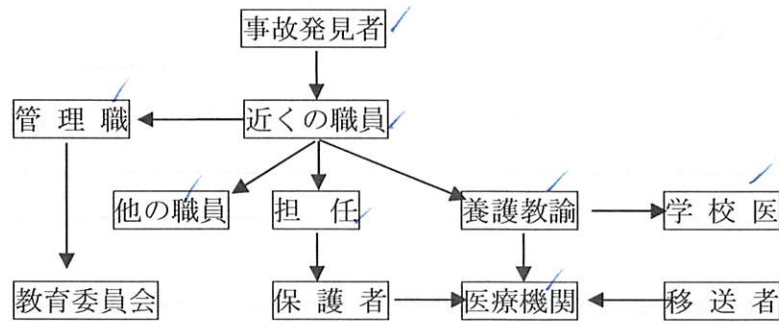 事故発見者
管理職 近くの職員
他の職員 担任 養護教諭 学校医
教育委員会 保護者 医療機関 移送者